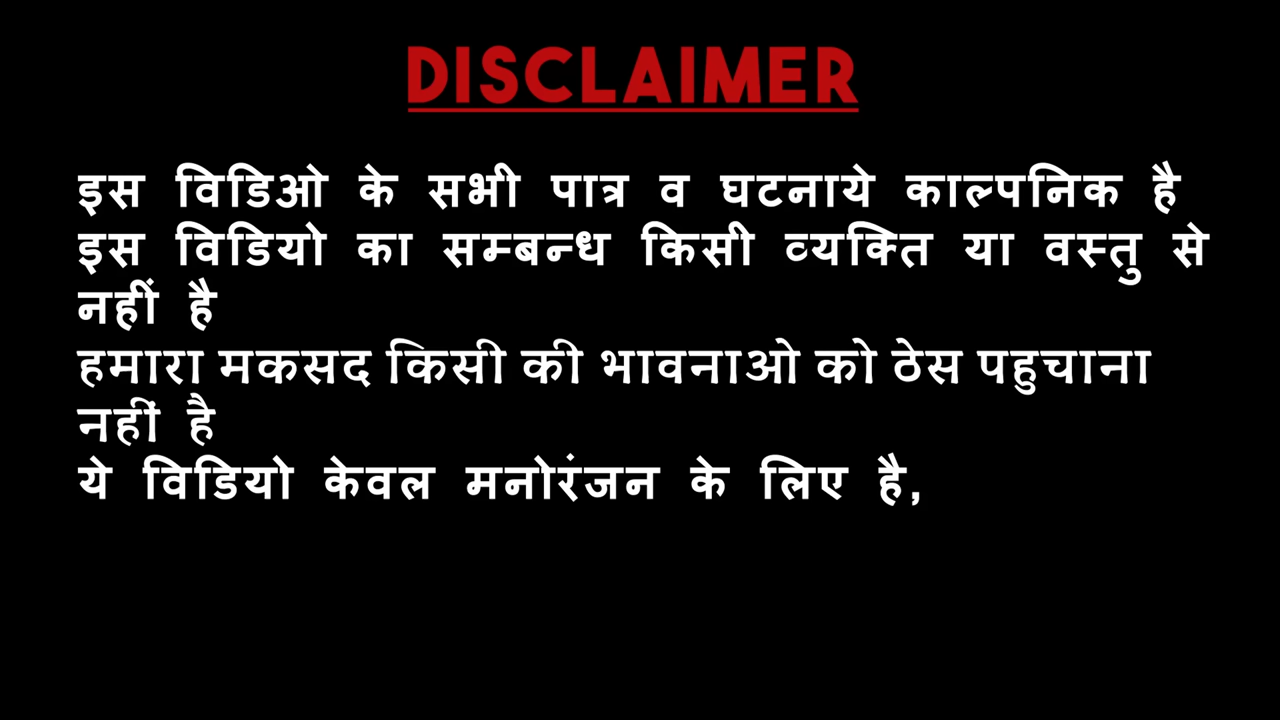 DISCLAIMER
इस विडिओ के सभी पात्र व घटनाये काल्पनिक है
इस विडियो का सम्बन्ध किसी व्यक्ति या वस्तु से
नहीं है
हमारा मकसद किसी की भावनाओ को ठेस पहुचाना
नहीं है
ये विडियो केवल मनोरंजन के लिए है,